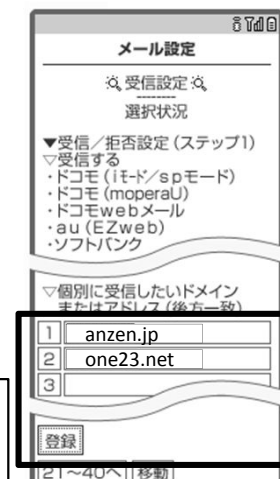 メール設定
受信設定
選択状況
▼受信／拒否設定(ステップ1)
▽受信する
・ドコモ(iモード/spモード)
・ドコモ(moperaU)
・ドコモwebメール
・au(EZweb)
・ソフトバンク
▽個別に受信したいドメイン
またはアドレス(後方一致)
1 anzen.jp
2 one23.net
3
登録
21～40へ 移動